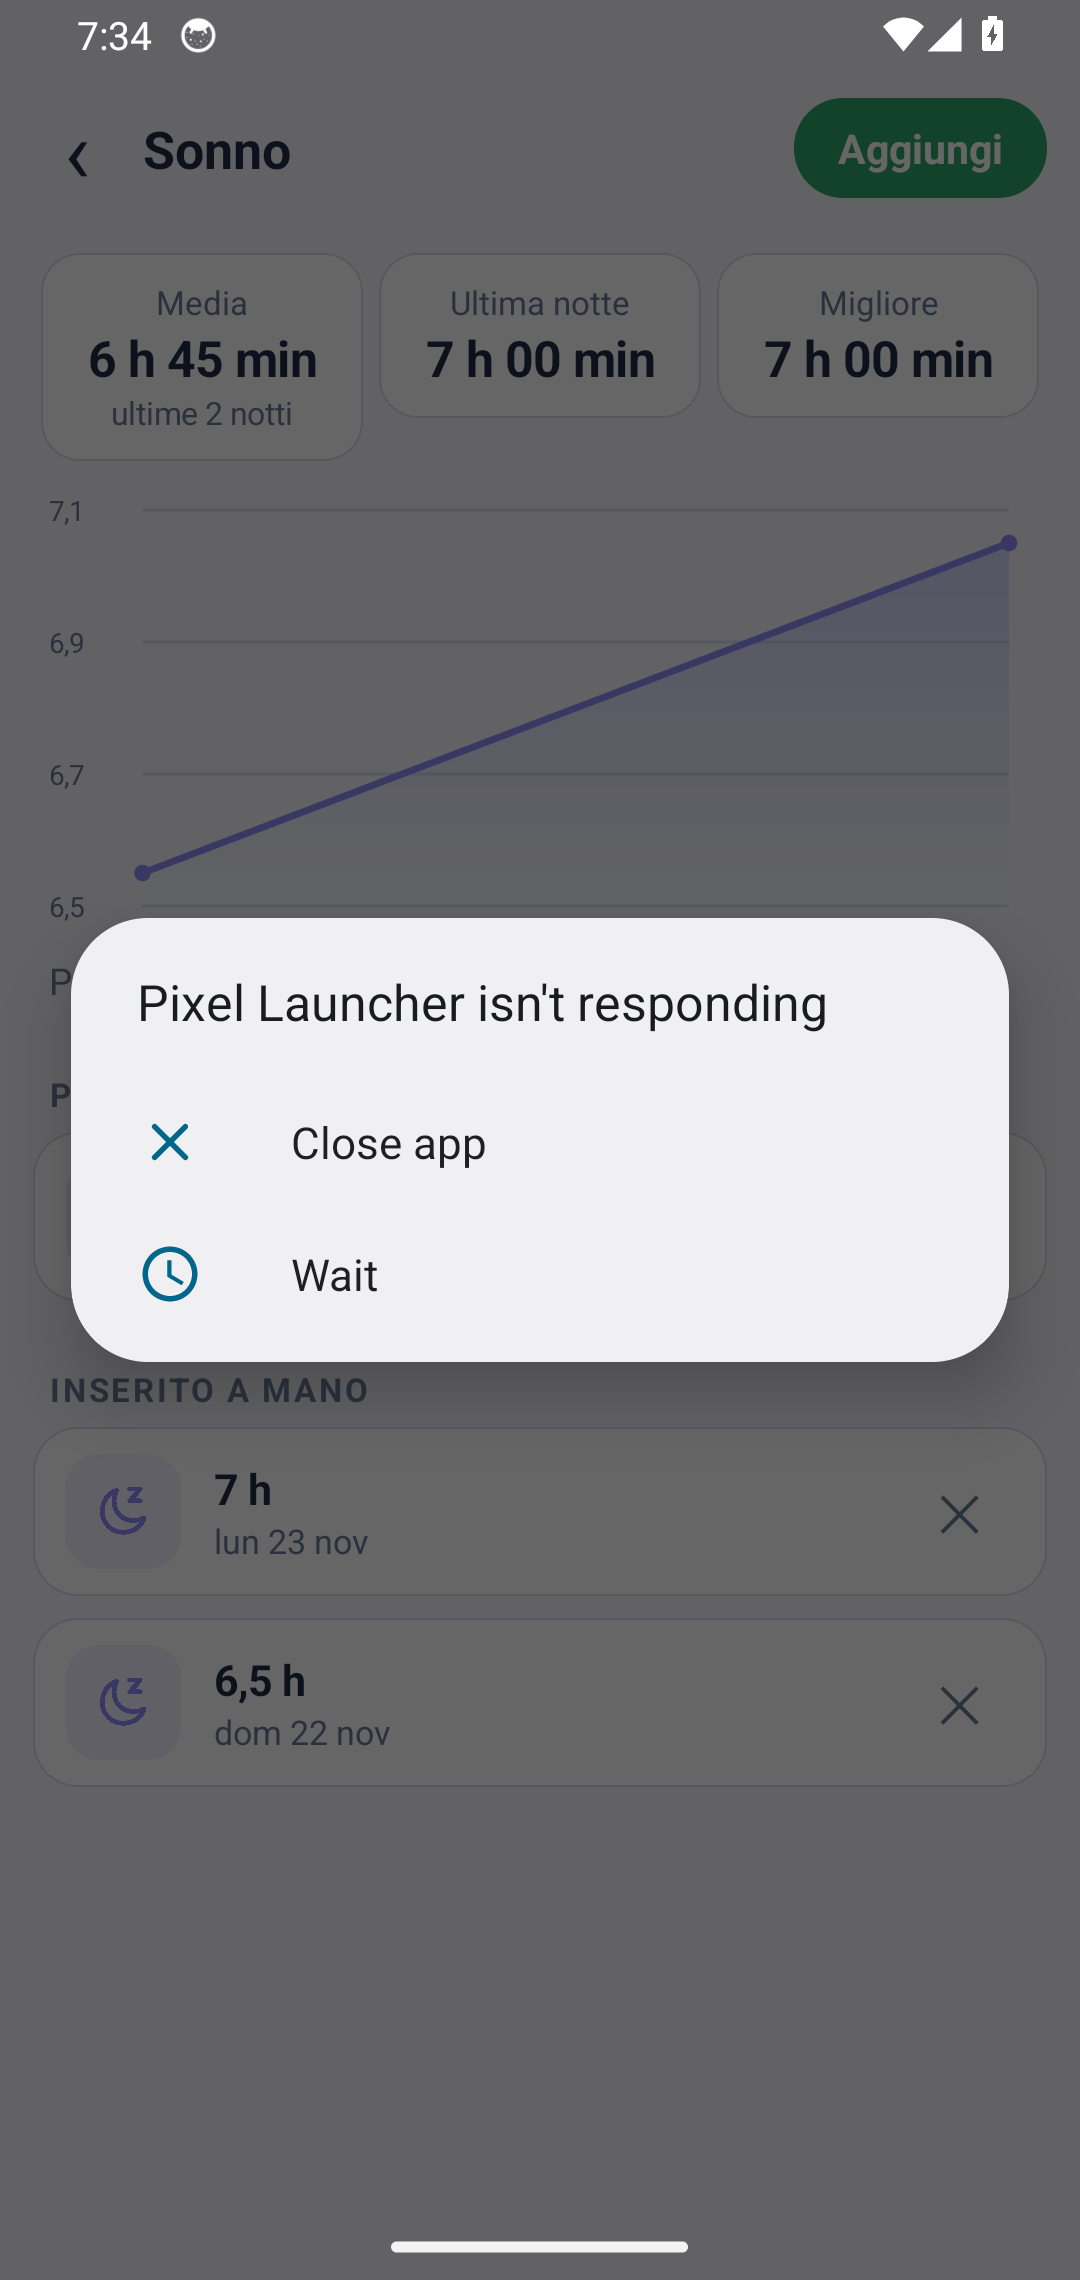 7:34
Sonno
Aggiungi
Media
6 h 45 min
ultime 2 notti
Ultima notte
7 h 00 min
Migliore
7 h 00 min
7,1
6,9
6,7
6,5
Pixel Launcher isn't responding
Close app
Wait
INSERITO A MANO
7 h
lun 23 nov
6,5 h
dom 22 nov